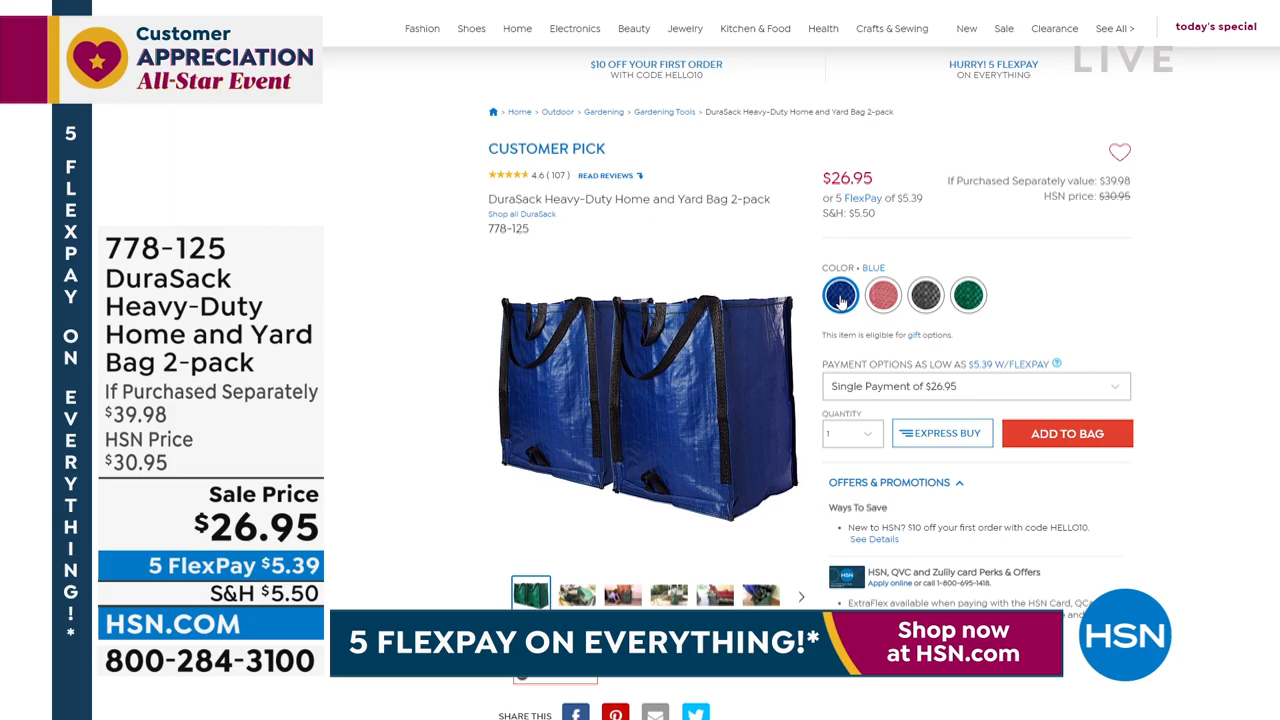 Customer
APPRECIATION
All-Star Event
5 FLEXPAY ON EVERYTHING!*
778-125
DuraSack
Heavy-Duty
Home and Yard
Bag 2-pack
If Purchased Separately
$39.98
HSN Price
$30.95
Sale Price
$26.95
5 FlexPay $5.39
S&H $5.50
HSN.COM
800-284-3100
Fashion Shoes Home Electronics Beauty Jewelry Kitchen & Food Health Crafts & Sewing New Sale Clearance See All > today's special
LIVE
$10 OFF YOUR FIRST ORDER
WITH CODE HELLO10
HURRY! 5 FLEXPAY
ON EVERYTHING
> Home > Outdoor > Gardening > Gardening Tools > DuraSack Heavy-Duty Home and Yard Bag 2-pack
CUSTOMER PICK
4.6 ( 107 ) READ REVIEWS
DuraSack Heavy-Duty Home and Yard Bag 2-pack
Shop all DuraSack
778-125
$26.95
or 5 FlexPay of $5.39
S&H: $5.50
If Purchased Separately value: $39.98
HSN price: $30.95
COLOR • BLUE
This item is eligible for gift options.
PAYMENT OPTIONS AS LOW AS $5.39 W/FLEXPAY ?
Single Payment of $26.95
QUANTITY
1
EXPRESS BUY
ADD TO BAG
OFFERS & PROMOTIONS
Ways To Save
• New to HSN? $10 off your first order with code HELLO10.
See Details
HSN
HSN, QVC and Zulily card Perks & Offers
Apply online or call 1-800-695-1418.
• ExtraFlex available when paying with the HSN Card, QCa
5 FLEXPAY ON EVERYTHING!*
Shop now
at HSN.com
HSN
SHARE THIS